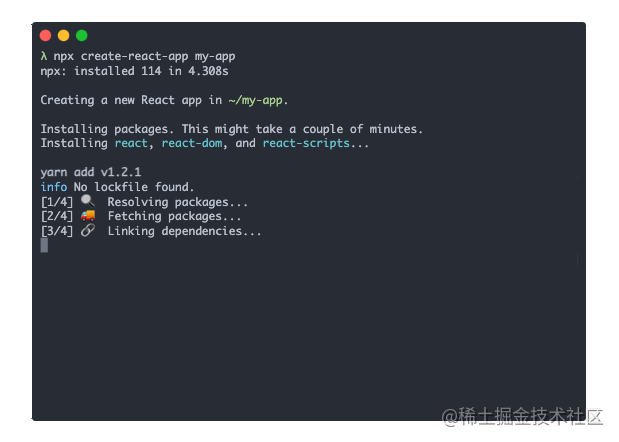 λ npx create-react-app my-app
npx: installed 114 in 4.308s
Creating a new React app in ~/my-app.
Installing packages. This might take a couple of minutes.
Installing react, react-dom, and react-scripts...
yarn add v1.2.1
info No lockfile found.
[1/4] 🔍 Resolving packages...
[2/4] 🚚 Fetching packages...
[3/4] 🔗 Linking dependencies...
@稀土掘金技术社区